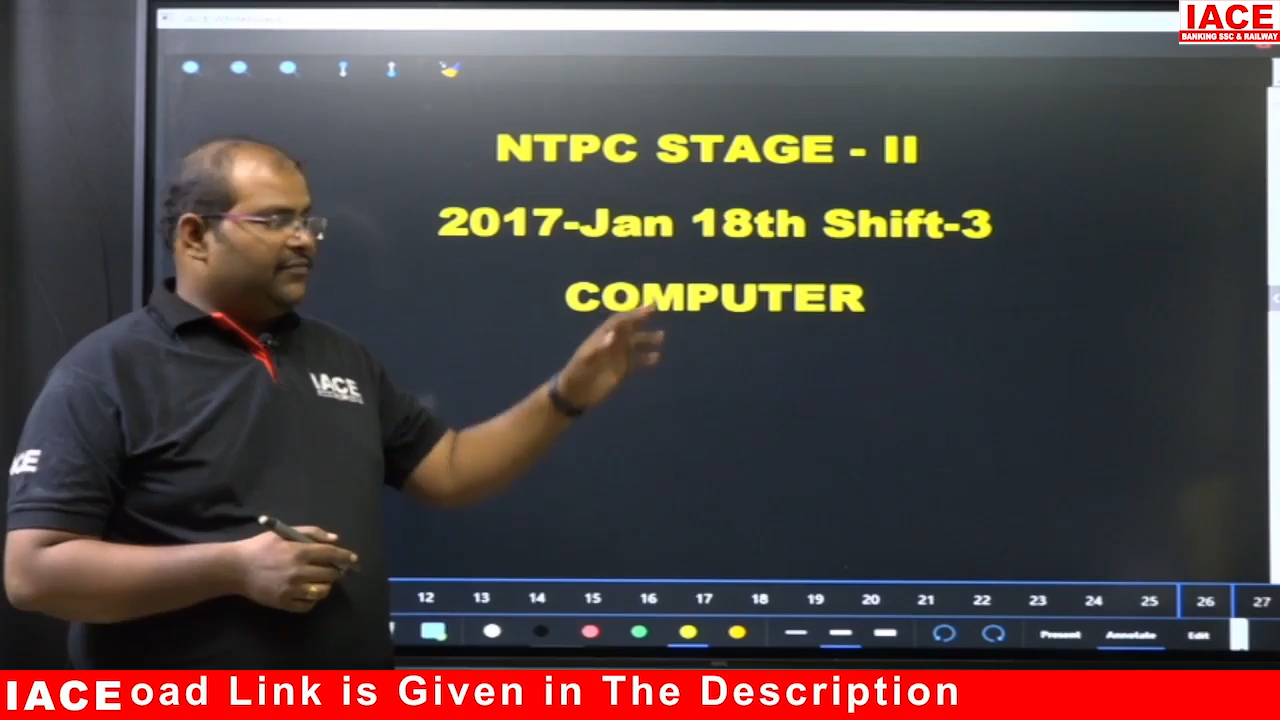 IACE
BANKING SSC & RAILWAY
NTPC STAGE - II
2017-Jan 18th Shift-3
COMPUTER
IACE
CE
12 13 14 15 16 17 18 19 20 21 22 23 24 25 26 27
Present Annotate Edit
IACE oad Link is Given in The Description